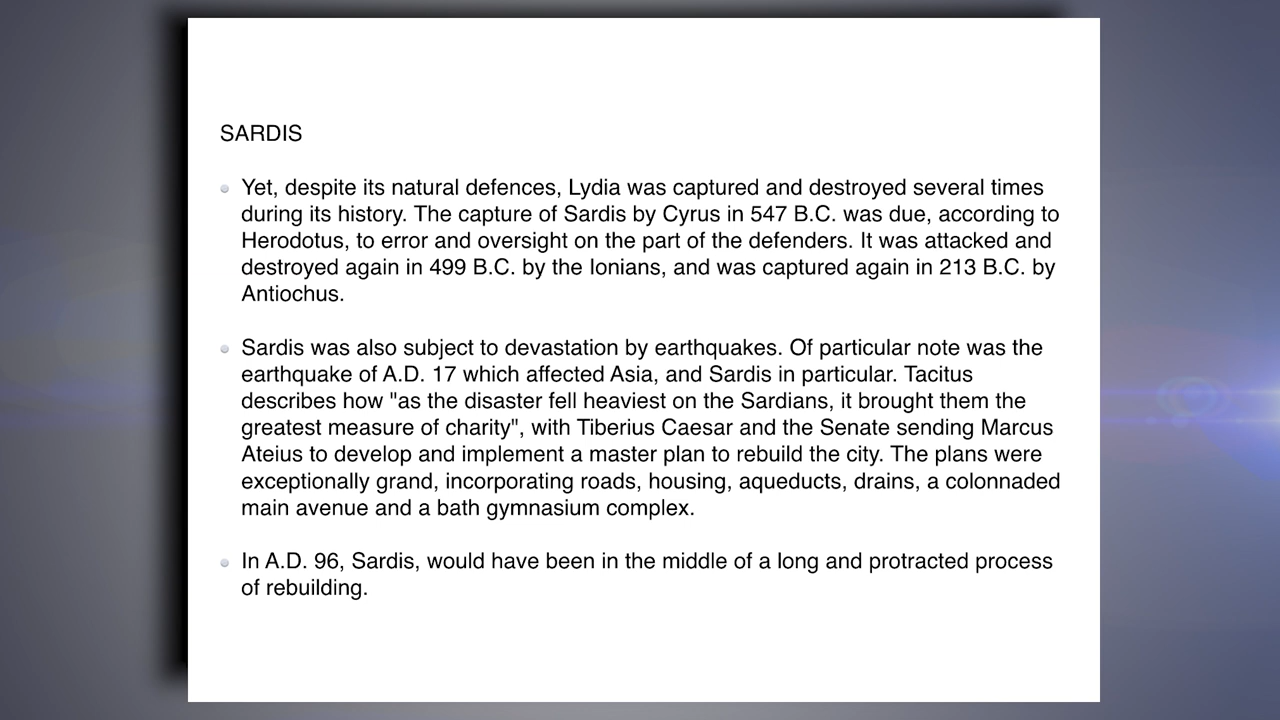 SARDIS
Yet, despite its natural defences, Lydia was captured and destroyed several times
during its history. The capture of Sardis by Cyrus in 547 B.C. was due, according to
Herodotus, to error and oversight on the part of the defenders. It was attacked and
destroyed again in 499 B.C. by the Ionians, and was captured again in 213 B.C. by
Antiochus.
Sardis was also subject to devastation by earthquakes. Of particular note was the
earthquake of A.D. 17 which affected Asia, and Sardis in particular. Tacitus
describes how "as the disaster fell heaviest on the Sardians, it brought them the
greatest measure of charity", with Tiberius Caesar and the Senate sending Marcus
Ateius to develop and implement a master plan to rebuild the city. The plans were
exceptionally grand, incorporating roads, housing, aqueducts, drains, a colonnaded
main avenue and a bath gymnasium complex.
In A.D. 96, Sardis, would have been in the middle of a long and protracted process
of rebuilding.